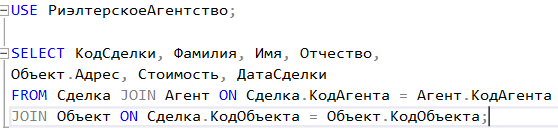 USE РиэлтерскоеАгентство;
SELECT КодСделки, Фамилия, Имя, Отчество,
Объект.Адрес, Стоимость, ДатаСделки
FROM Сделка JOIN Агент ON Сделка.КодАгента = Агент.КодАгента
JOIN Объект ON Сделка.КодОбъекта = Объект.КодОбъекта;